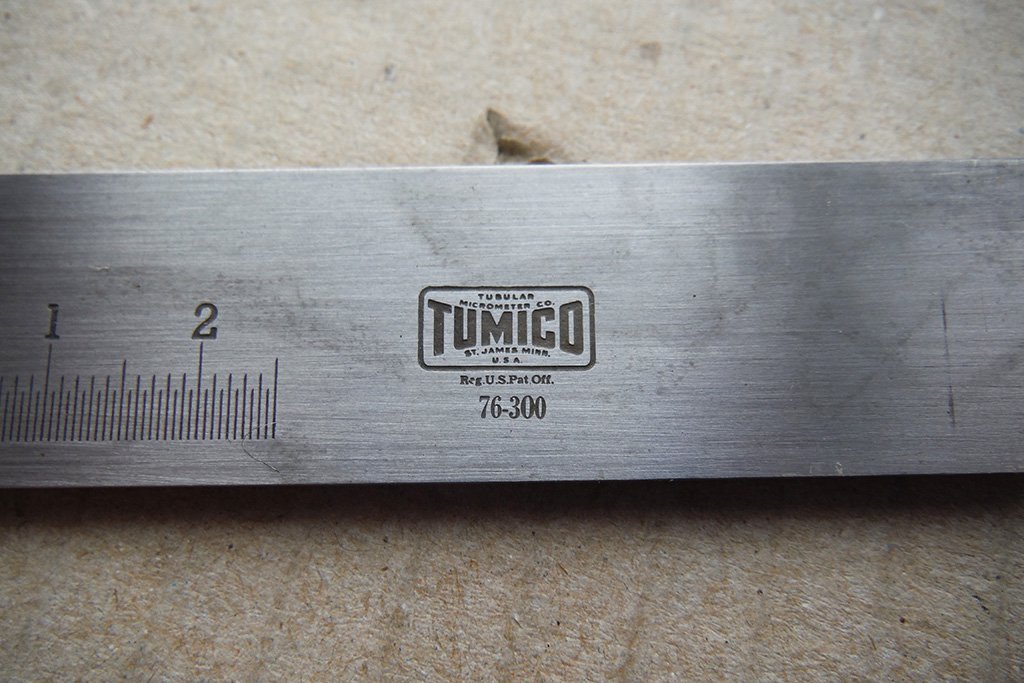 1 2
TUBULAR
MICROMETER CO.
TUMICO
ST. JAMES MINN.
U.S.A.
Reg.U.S.Pat.Off.
76-300